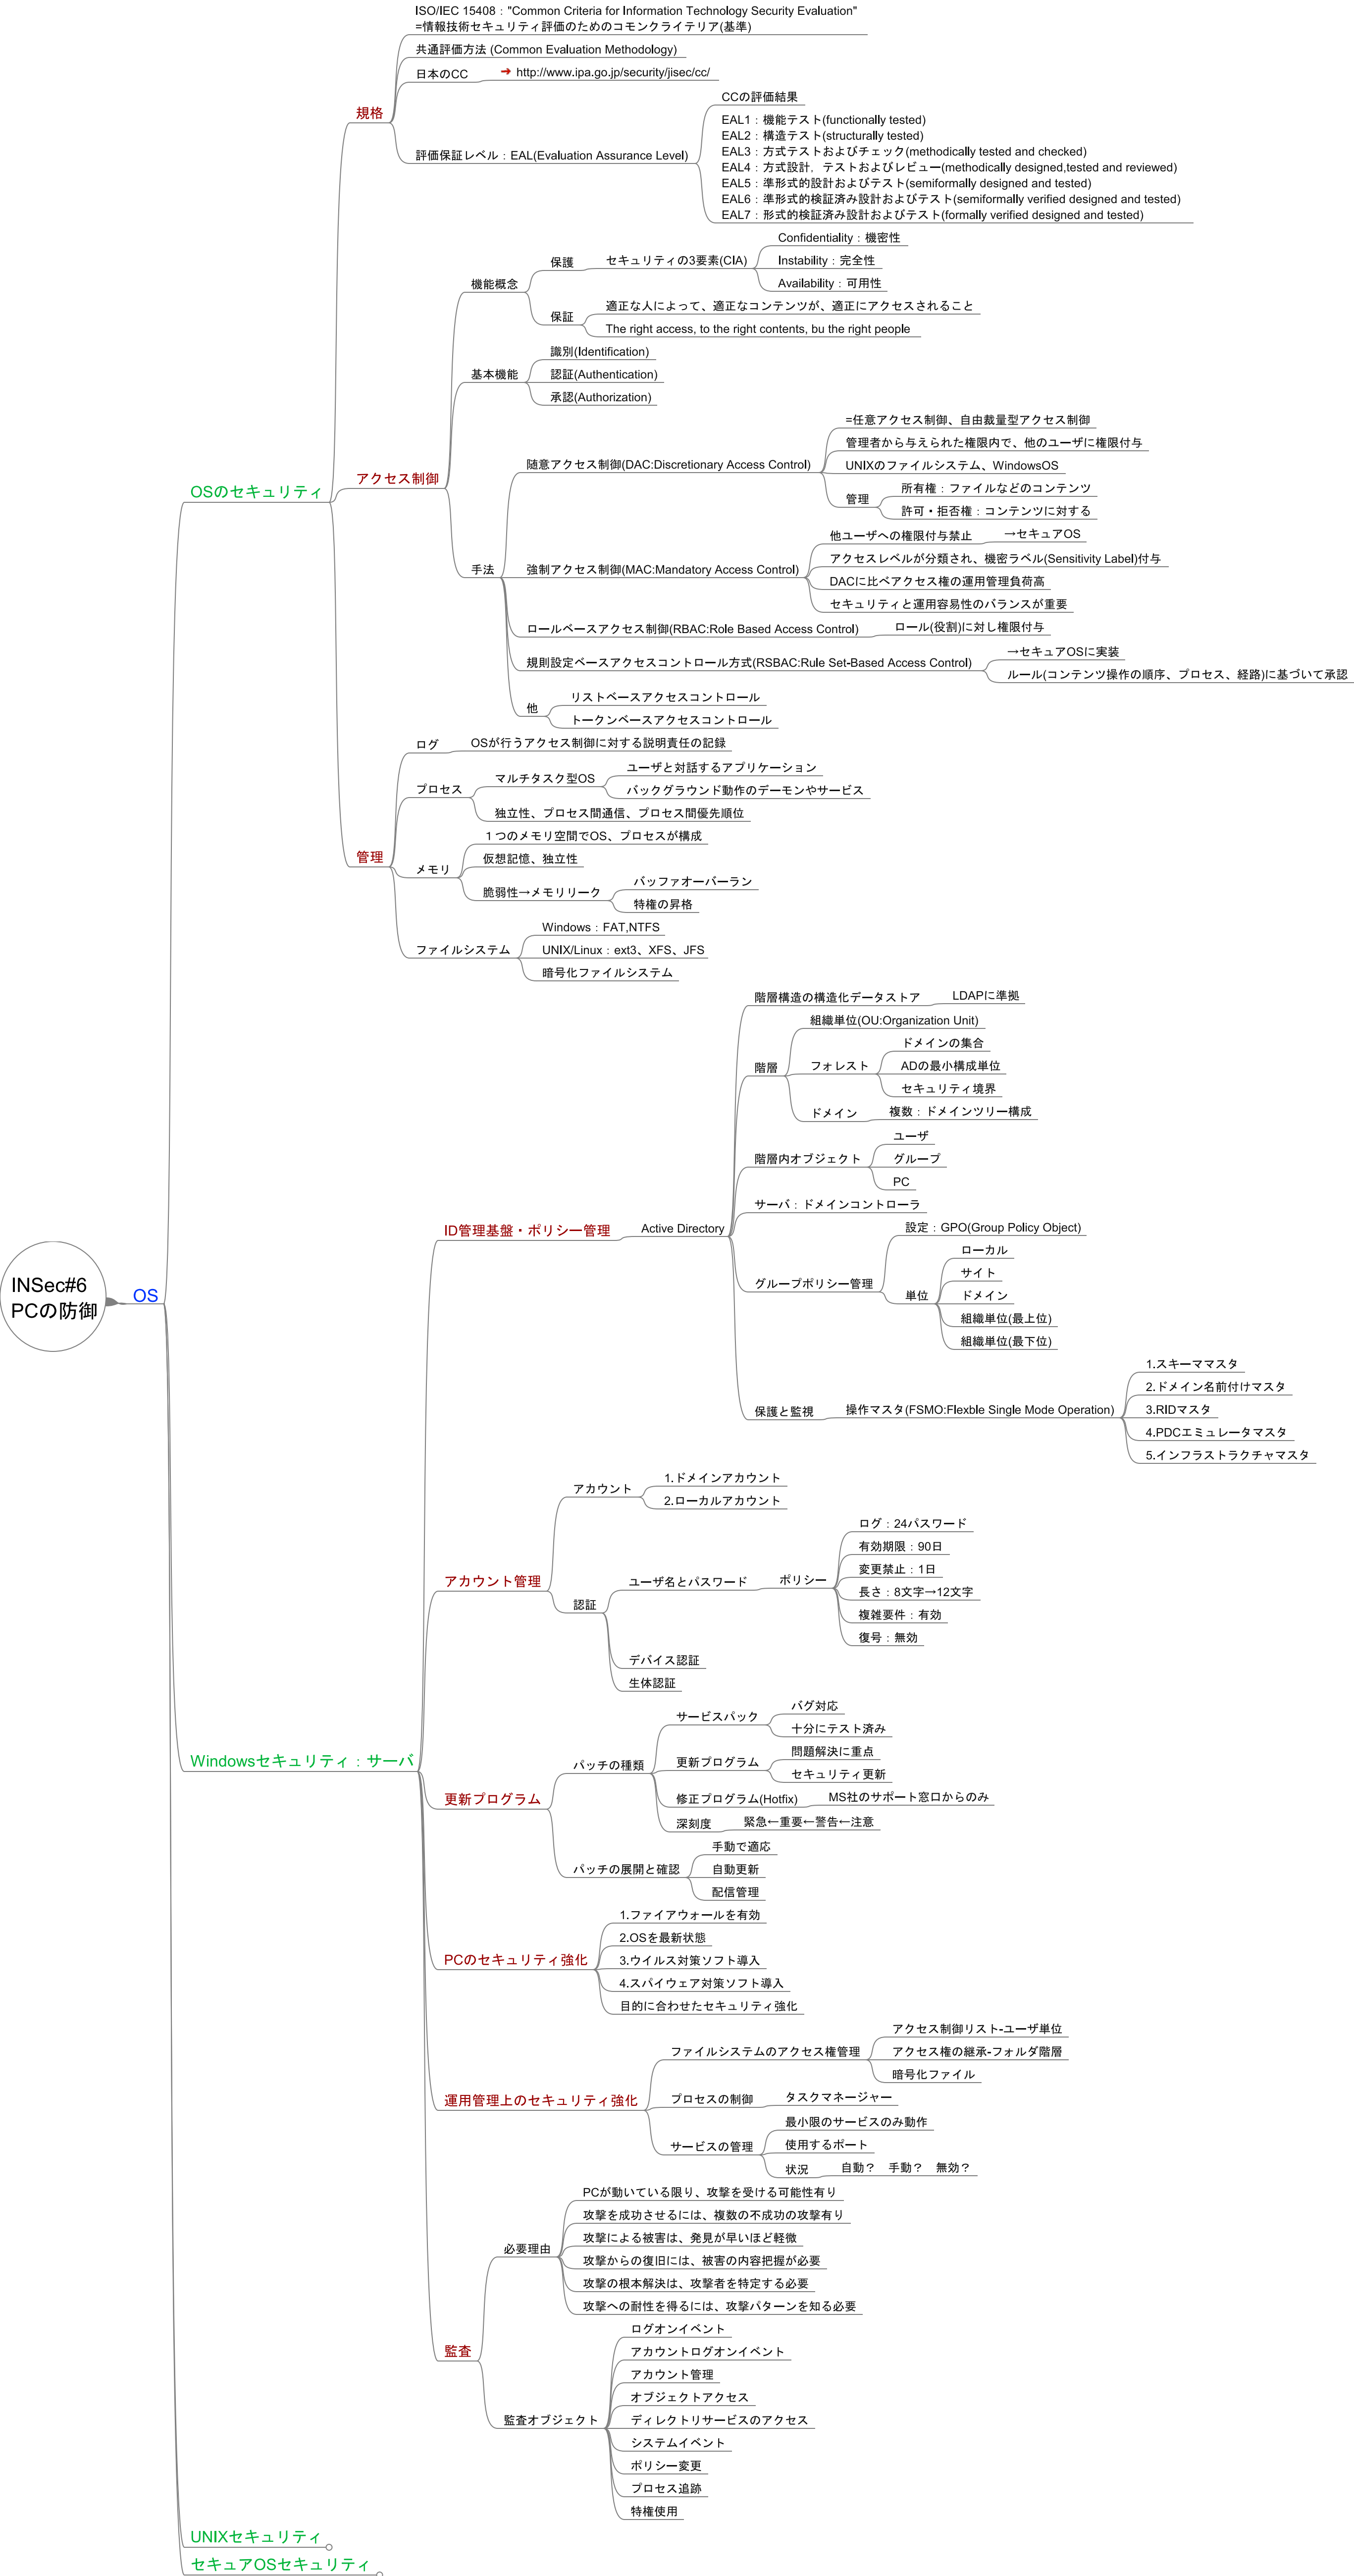 INSec#6
PCの防御
OS
OSのセキュリティ
規格
ISO/IEC 15408："Common Criteria for Information Technology Security Evaluation"
=情報技術セキュリティ評価のためのコモンクライテリア(基準)
共通評価方法 (Common Evaluation Methodology)
日本のCC
➔ http://www.ipa.go.jp/security/jisec/cc/
評価保証レベル：EAL(Evaluation Assurance Level)
CCの評価結果
EAL1：機能テスト(functionally tested)
EAL2：構造テスト(structurally tested)
EAL3：方式テストおよびチェック(methodically tested and checked)
EAL4：方式設計，テストおよびレビュー(methodically designed,tested and reviewed)
EAL5：準形式的設計およびテスト(semiformally designed and tested)
EAL6：準形式的検証済み設計およびテスト(semiformally verified designed and tested)
EAL7：形式的検証済み設計およびテスト(formally verified designed and tested)
アクセス制御
機能概念
保護
セキュリティの3要素(CIA)
Confidentiality：機密性
Instability：完全性
Availability：可用性
保証
適正な人によって、適正なコンテンツが、適正にアクセスされること
The right access, to the right contents, bu the right people
基本機能
識別(Identification)
認証(Authentication)
承認(Authorization)
手法
随意アクセス制御(DAC:Discretionary Access Control)
=任意アクセス制御、自由裁量型アクセス制御
管理者から与えられた権限内で、他のユーザに権限付与
UNIXのファイルシステム、WindowsOS
管理
所有権：ファイルなどのコンテンツ
許可・拒否権：コンテンツに対する
強制アクセス制御(MAC:Mandatory Access Control)
他ユーザへの権限付与禁止
→セキュアOS
アクセスレベルが分類され、機密ラベル(Sensitivity Label)付与
DACに比べアクセス権の運用管理負荷高
セキュリティと運用容易性のバランスが重要
ロールベースアクセス制御(RBAC:Role Based Access Control)
ロール(役割)に対し権限付与
規則設定ベースアクセスコントロール方式(RSBAC:Rule Set-Based Access Control)
→セキュアOSに実装
ルール(コンテンツ操作の順序、プロセス、経路)に基づいて承認
他
リストベースアクセスコントロール
トークンベースアクセスコントロール
管理
ログ
OSが行うアクセス制御に対する説明責任の記録
プロセス
マルチタスク型OS
ユーザと対話するアプリケーション
バックグラウンド動作のデーモンやサービス
独立性、プロセス間通信、プロセス間優先順位
メモリ
１つのメモリ空間でOS、プロセスが構成
仮想記憶、独立性
脆弱性→メモリリーク
バッファオーバーラン
特権の昇格
ファイルシステム
Windows：FAT,NTFS
UNIX/Linux：ext3、XFS、JFS
暗号化ファイルシステム
Windowsセキュリティ：サーバ
ID管理基盤・ポリシー管理
Active Directory
階層構造の構造化データストア
LDAPに準拠
階層
組織単位(OU:Organization Unit)
フォレスト
ドメインの集合
ADの最小構成単位
セキュリティ境界
ドメイン
複数：ドメインツリー構成
階層内オブジェクト
ユーザ
グループ
PC
サーバ：ドメインコントローラ
グループポリシー管理
設定：GPO(Group Policy Object)
単位
ローカル
サイト
ドメイン
組織単位(最上位)
組織単位(最下位)
保護と監視
操作マスタ(FSMO:Flexble Single Mode Operation)
1.スキーママスタ
2.ドメイン名前付けマスタ
3.RIDマスタ
4.PDCエミュレータマスタ
5.インフラストラクチャマスタ
アカウント管理
アカウント
1.ドメインアカウント
2.ローカルアカウント
認証
ユーザ名とパスワード
ポリシー
ログ：24パスワード
有効期限：90日
変更禁止：1日
長さ：8文字→12文字
複雑要件：有効
復号：無効
デバイス認証
生体認証
更新プログラム
パッチの種類
サービスパック
バグ対応
十分にテスト済み
更新プログラム
問題解決に重点
セキュリティ更新
修正プログラム(Hotfix)
MS社のサポート窓口からのみ
深刻度
緊急←重要←警告←注意
パッチの展開と確認
手動で適応
自動更新
配信管理
PCのセキュリティ強化
1.ファイアウォールを有効
2.OSを最新状態
3.ウイルス対策ソフト導入
4.スパイウェア対策ソフト導入
目的に合わせたセキュリティ強化
運用管理上のセキュリティ強化
ファイルシステムのアクセス権管理
アクセス制御リスト-ユーザ単位
アクセス権の継承-フォルダ階層
暗号化ファイル
プロセスの制御
タスクマネージャー
サービスの管理
最小限のサービスのみ動作
使用するポート
状況
自動？　手動？　無効？
監査
必要理由
PCが動いている限り、攻撃を受ける可能性有り
攻撃を成功させるには、複数の不成功の攻撃有り
攻撃による被害は、発見が早いほど軽微
攻撃からの復旧には、被害の内容把握が必要
攻撃の根本解決は、攻撃者を特定する必要
攻撃への耐性を得るには、攻撃パターンを知る必要
監査オブジェクト
ログオンイベント
アカウントログオンイベント
アカウント管理
オブジェクトアクセス
ディレクトリサービスのアクセス
システムイベント
ポリシー変更
プロセス追跡
特権使用
UNIXセキュリティ
セキュアOSセキュリティ